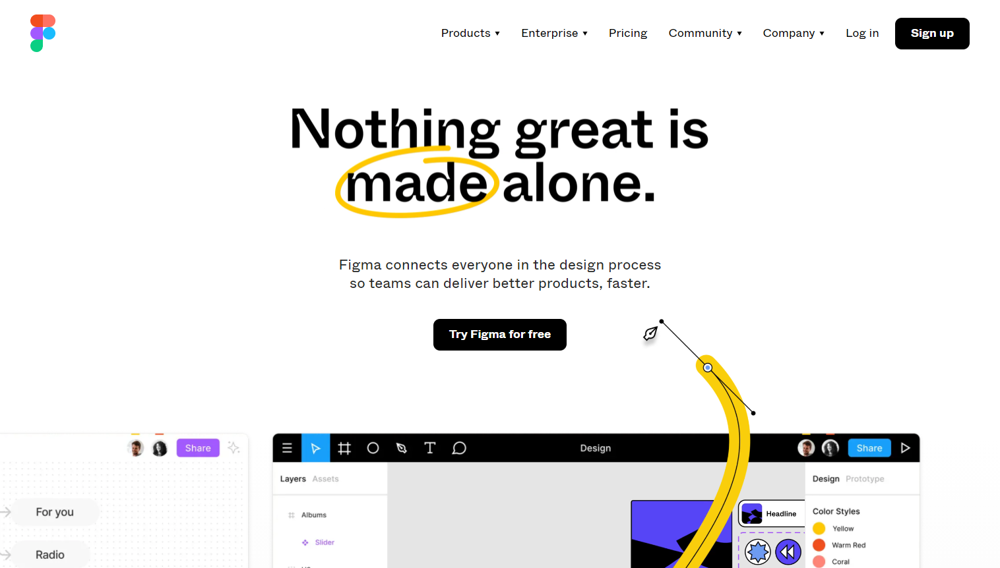 Products
Enterprise
Pricing
Community
Company
Log in
Sign up
Nothing great is
made alone.
Figma connects everyone in the design process
so teams can deliver better products, faster.
Try Figma for free
Share
For you
Radio
Design
Share
Layers
Assets
Albums
Slider
Headline
Design
Prototype
Color Styles
Yellow
Warm Red
Coral